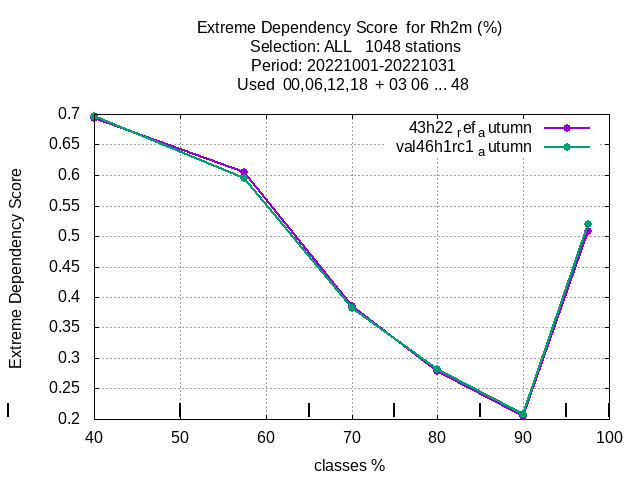 Extreme Dependency Score for Rh2m (%)
Selection: ALL 1048 stations
Period: 20221001-20221031
Used 00,06,12,18 + 03 06 ... 48
43h22 ref a utumn
val46h1rc1 a utumn
0.7
0.65
0.6
0.55
0.5
0.45
0.4
0.35
0.3
0.25
0.2
Extreme Dependency Score
40 50 60 70 80 90 100
classes %